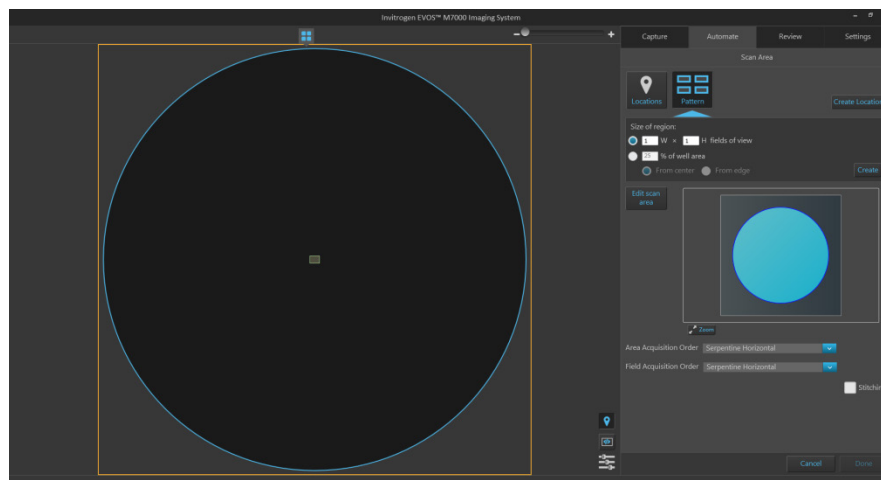 Invitrogen EVOS™ M7000 Imaging System
Capture Automate Review Settings
Scan Area
Locations Pattern Create Locatio
Size of region:
1 W × 1 H fields of view
25 % of well area
From center From edge Create
Edit scan
area
Zoom
Area Acquisition Order Serpentine Horizontal
Field Acquisition Order Serpentine Horizontal
Stitchin
Cancel Done